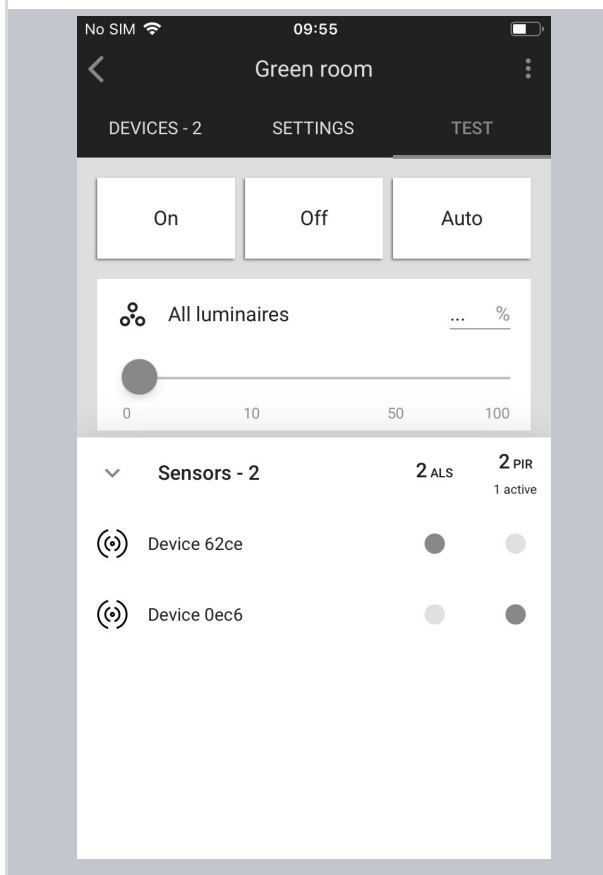 No SIM 09:55
Green room
DEVICES - 2 SETTINGS TEST
On Off Auto
All luminaires ... %
0 10 50 100
Sensors - 2 2 ALS 2 PIR
1 active
Device 62ce
Device 0ec6